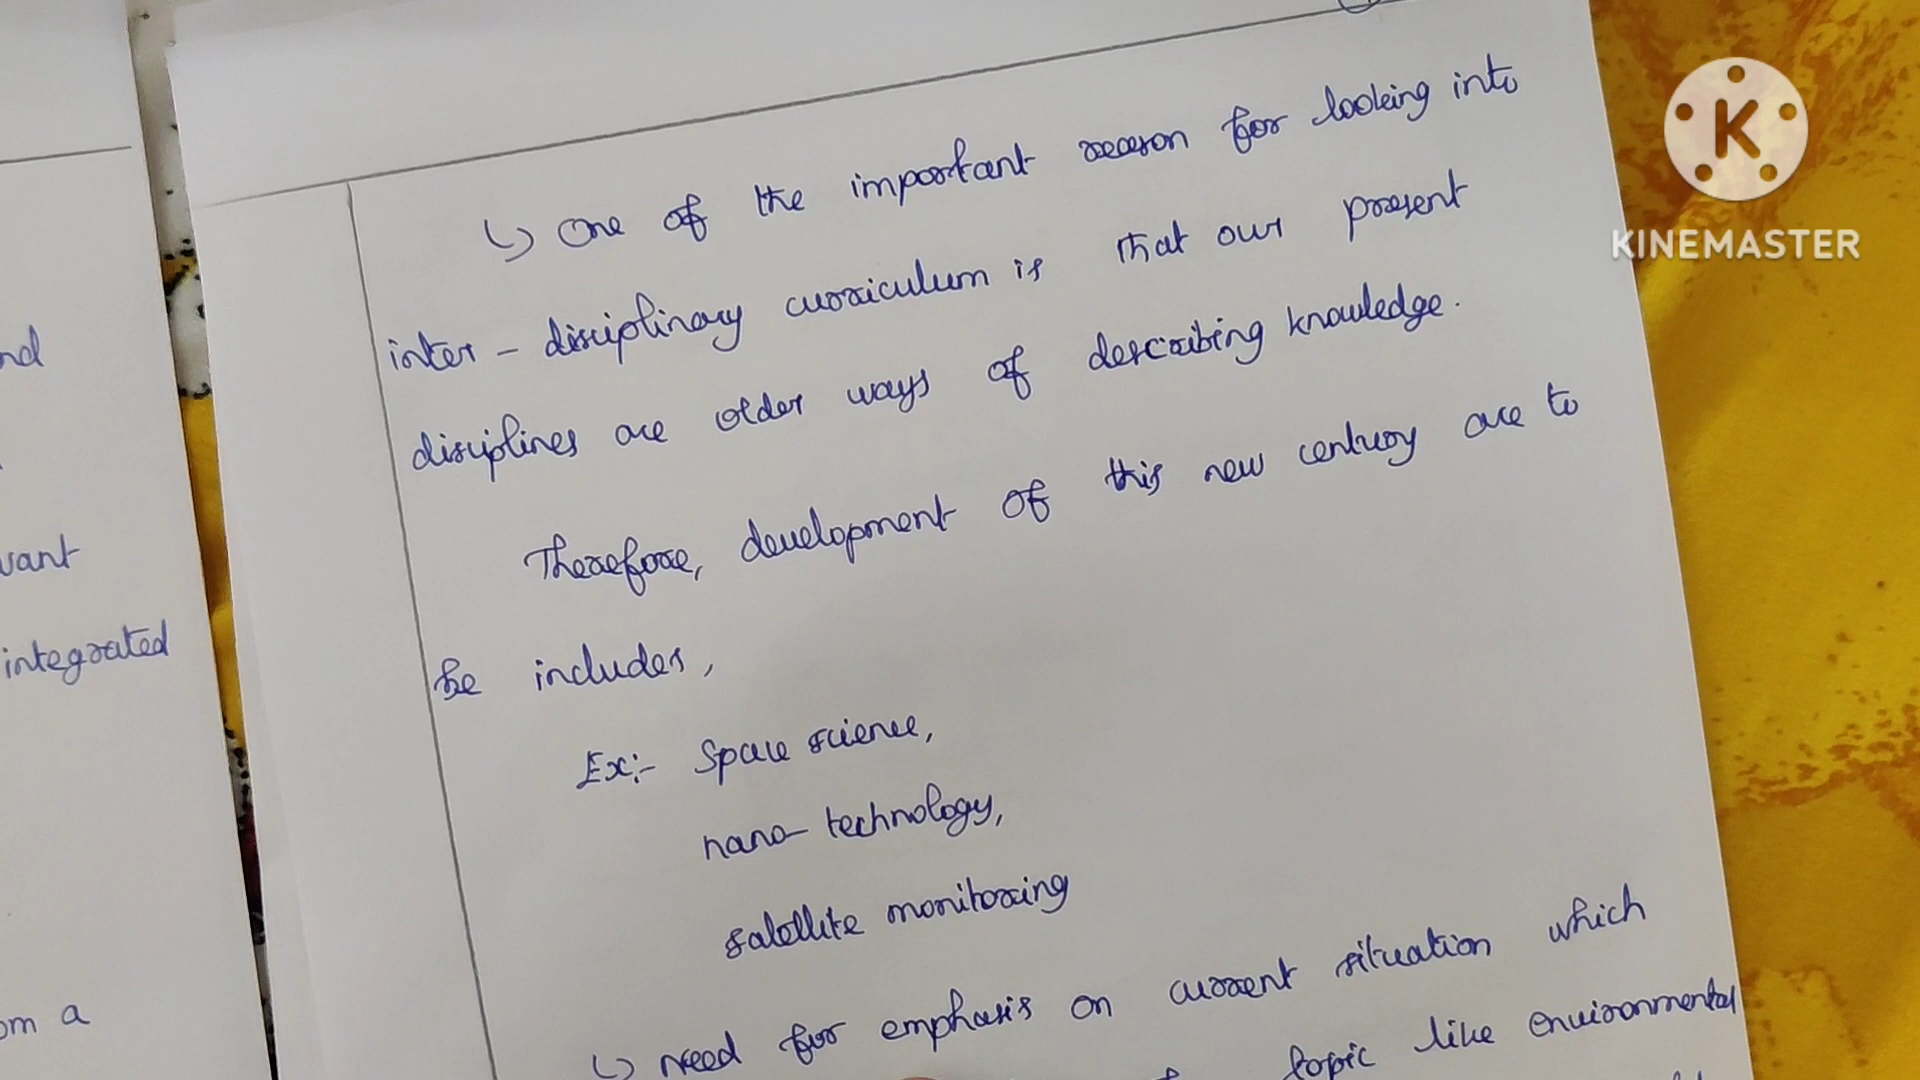 nd
vant
integrated
om a
↳ One of the important reason for looking into
inter - disciplinary curriculum is that our present
disciplines are older ways of describing knowledge.
Therefore, development of this new century are to
be includes,
Ex:- Space science,
nano- technology,
satellite monitoring
↳ need for emphasis on current situation which
topic like environmental
K
KINEMASTER